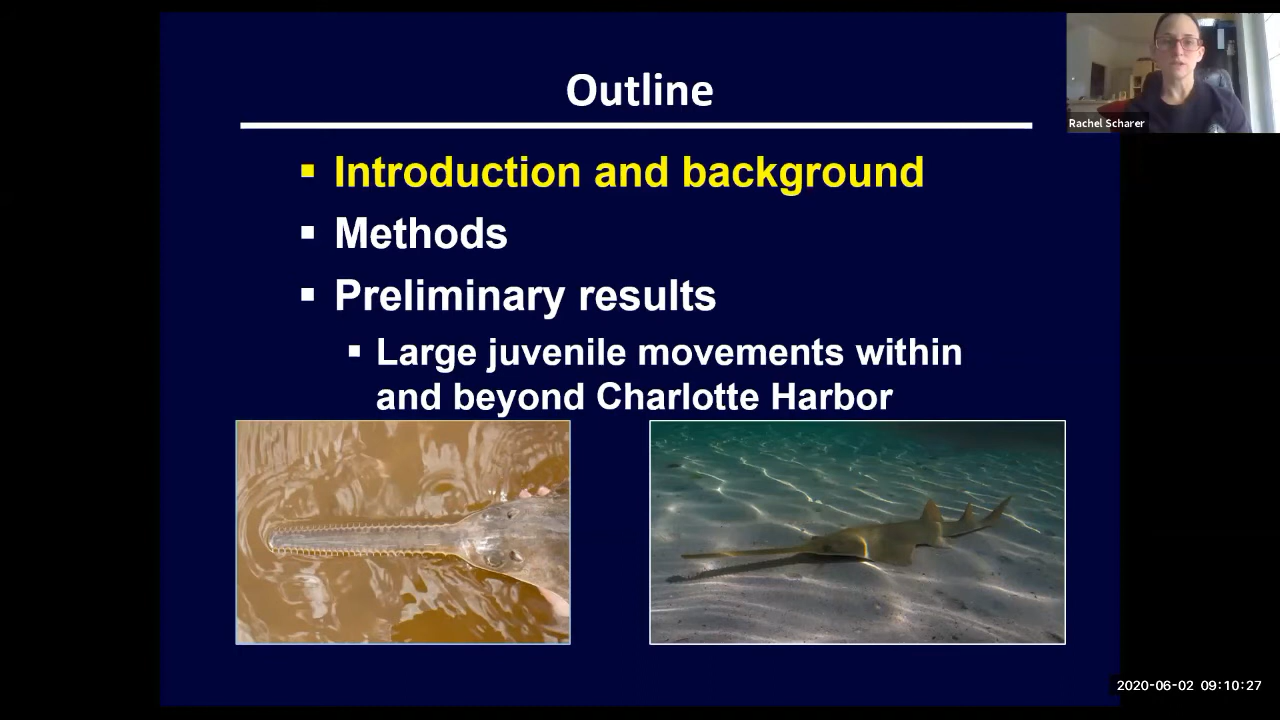 Outline
Rachel Scharer
▪ Introduction and background
▪ Methods
▪ Preliminary results
▪ Large juvenile movements within
and beyond Charlotte Harbor
2020-06-02 09:10:27